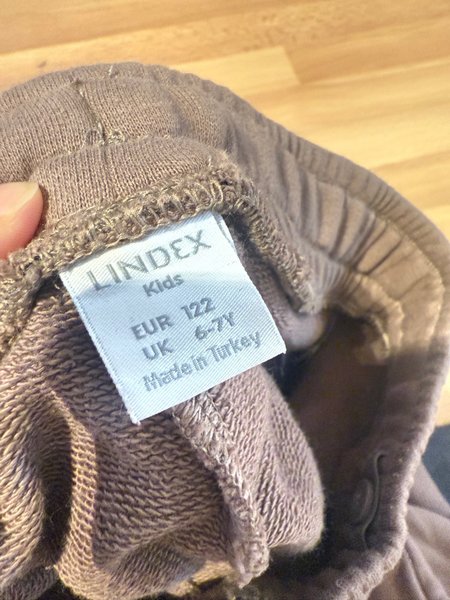 LINDEX
Kids
EUR 122
UK 6-7Y
Made in Turkey